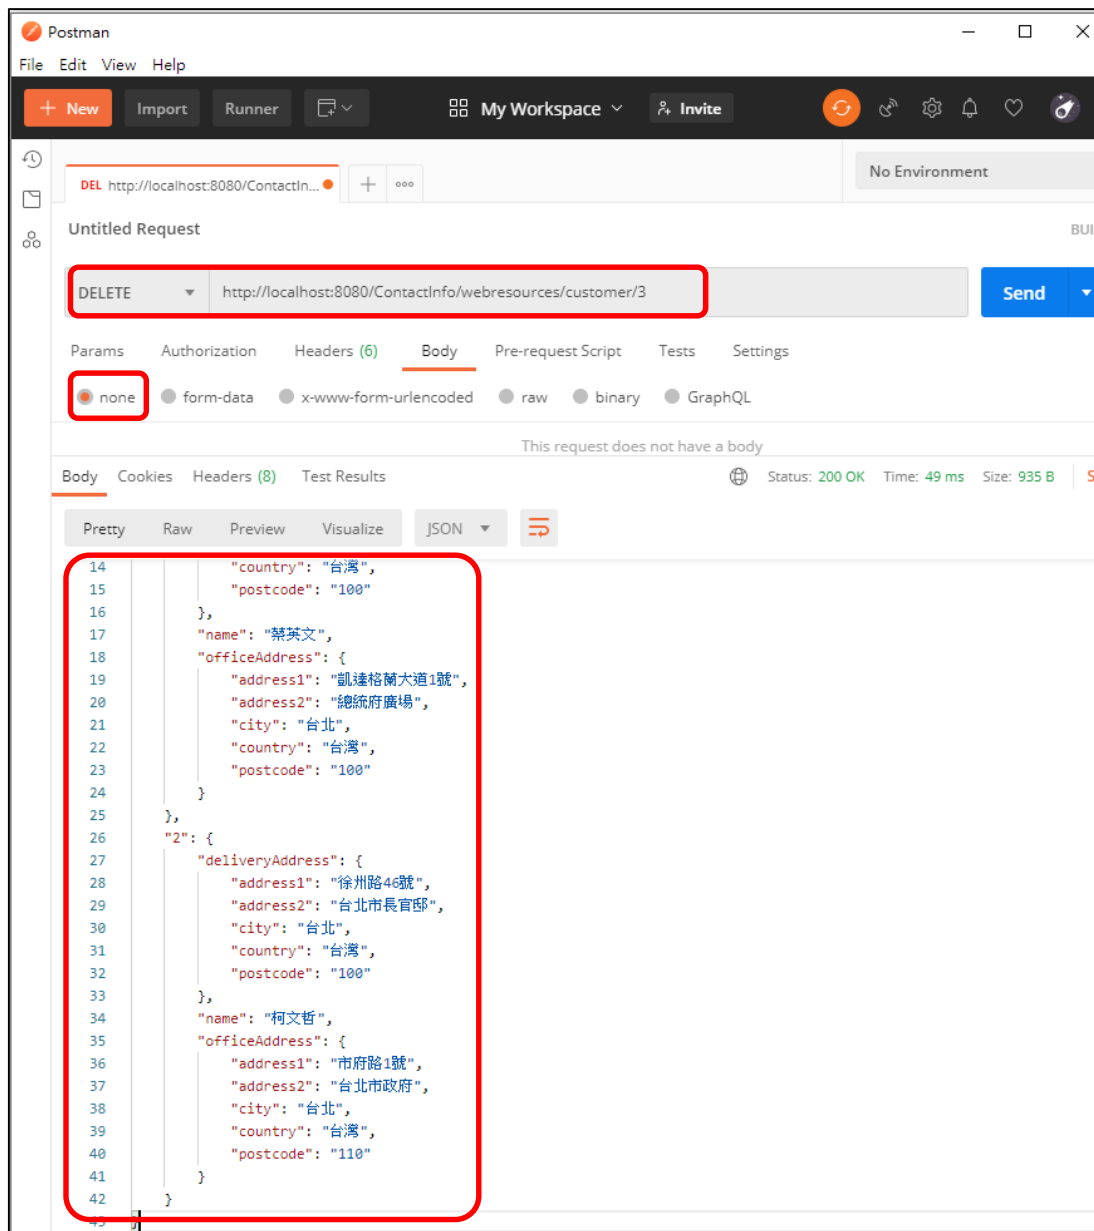 Postman
File Edit View Help
+ New Import Runner My Workspace Invite
No Environment
DEL http://localhost:8080/ContactIn...
Untitled Request BUI
DELETE http://localhost:8080/ContactInfo/webresources/customer/3 Send
Params Authorization Headers (6) Body Pre-request Script Tests Settings
none form-data x-www-form-urlencoded raw binary GraphQL
This request does not have a body
Body Cookies Headers (8) Test Results Status: 200 OK Time: 49 ms Size: 935 B S
Pretty Raw Preview Visualize JSON
14 "country": "台灣",
15 "postcode": "100"
16 },
17 "name": "蔡英文",
18 "officeAddress": {
19 "address1": "凱達格蘭大道1號",
20 "address2": "總統府廣場",
21 "city": "台北",
22 "country": "台灣",
23 "postcode": "100"
24 }
25 },
26 "2": {
27 "deliveryAddress": {
28 "address1": "徐州路46號",
29 "address2": "台北市長官邸",
30 "city": "台北",
31 "country": "台灣",
32 "postcode": "100"
33 },
34 "name": "柯文哲",
35 "officeAddress": {
36 "address1": "市府路1號",
37 "address2": "台北市政府",
38 "city": "台北",
39 "country": "台灣",
40 "postcode": "110"
41 }
42 }
43 }